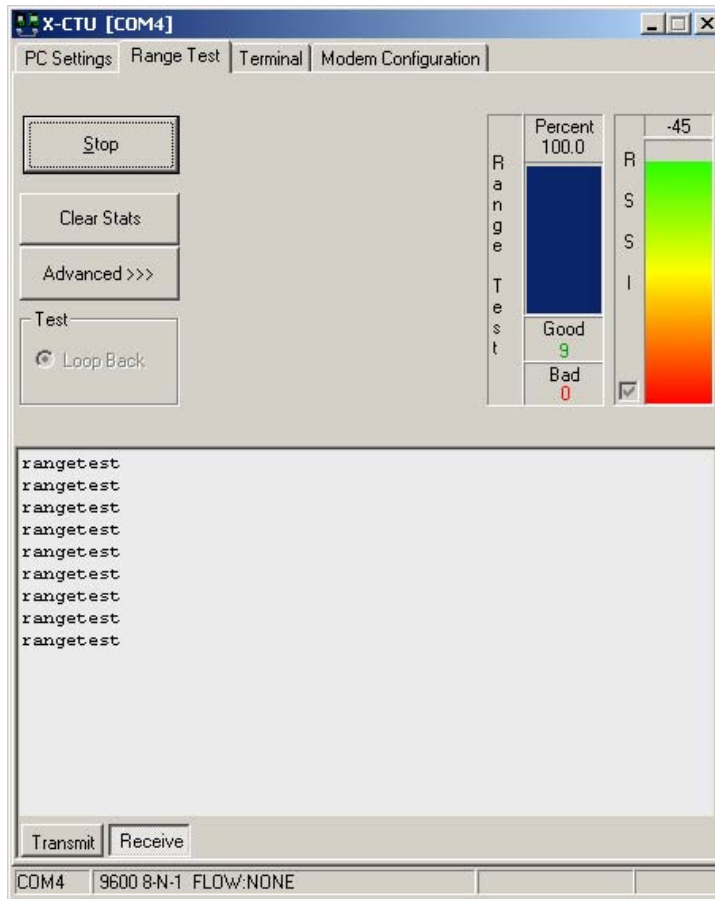 X-CTU [COM4]
PC Settings Range Test Terminal Modem Configuration
Stop
Clear Stats
Advanced >>>
Test
Loop Back
Range Test
Percent
100.0
Good
9
Bad
0
RSSI
-45
rangetest
rangetest
rangetest
rangetest
rangetest
rangetest
rangetest
rangetest
rangetest
Transmit Receive
COM4 9600 8-N-1 FLOW:NONE